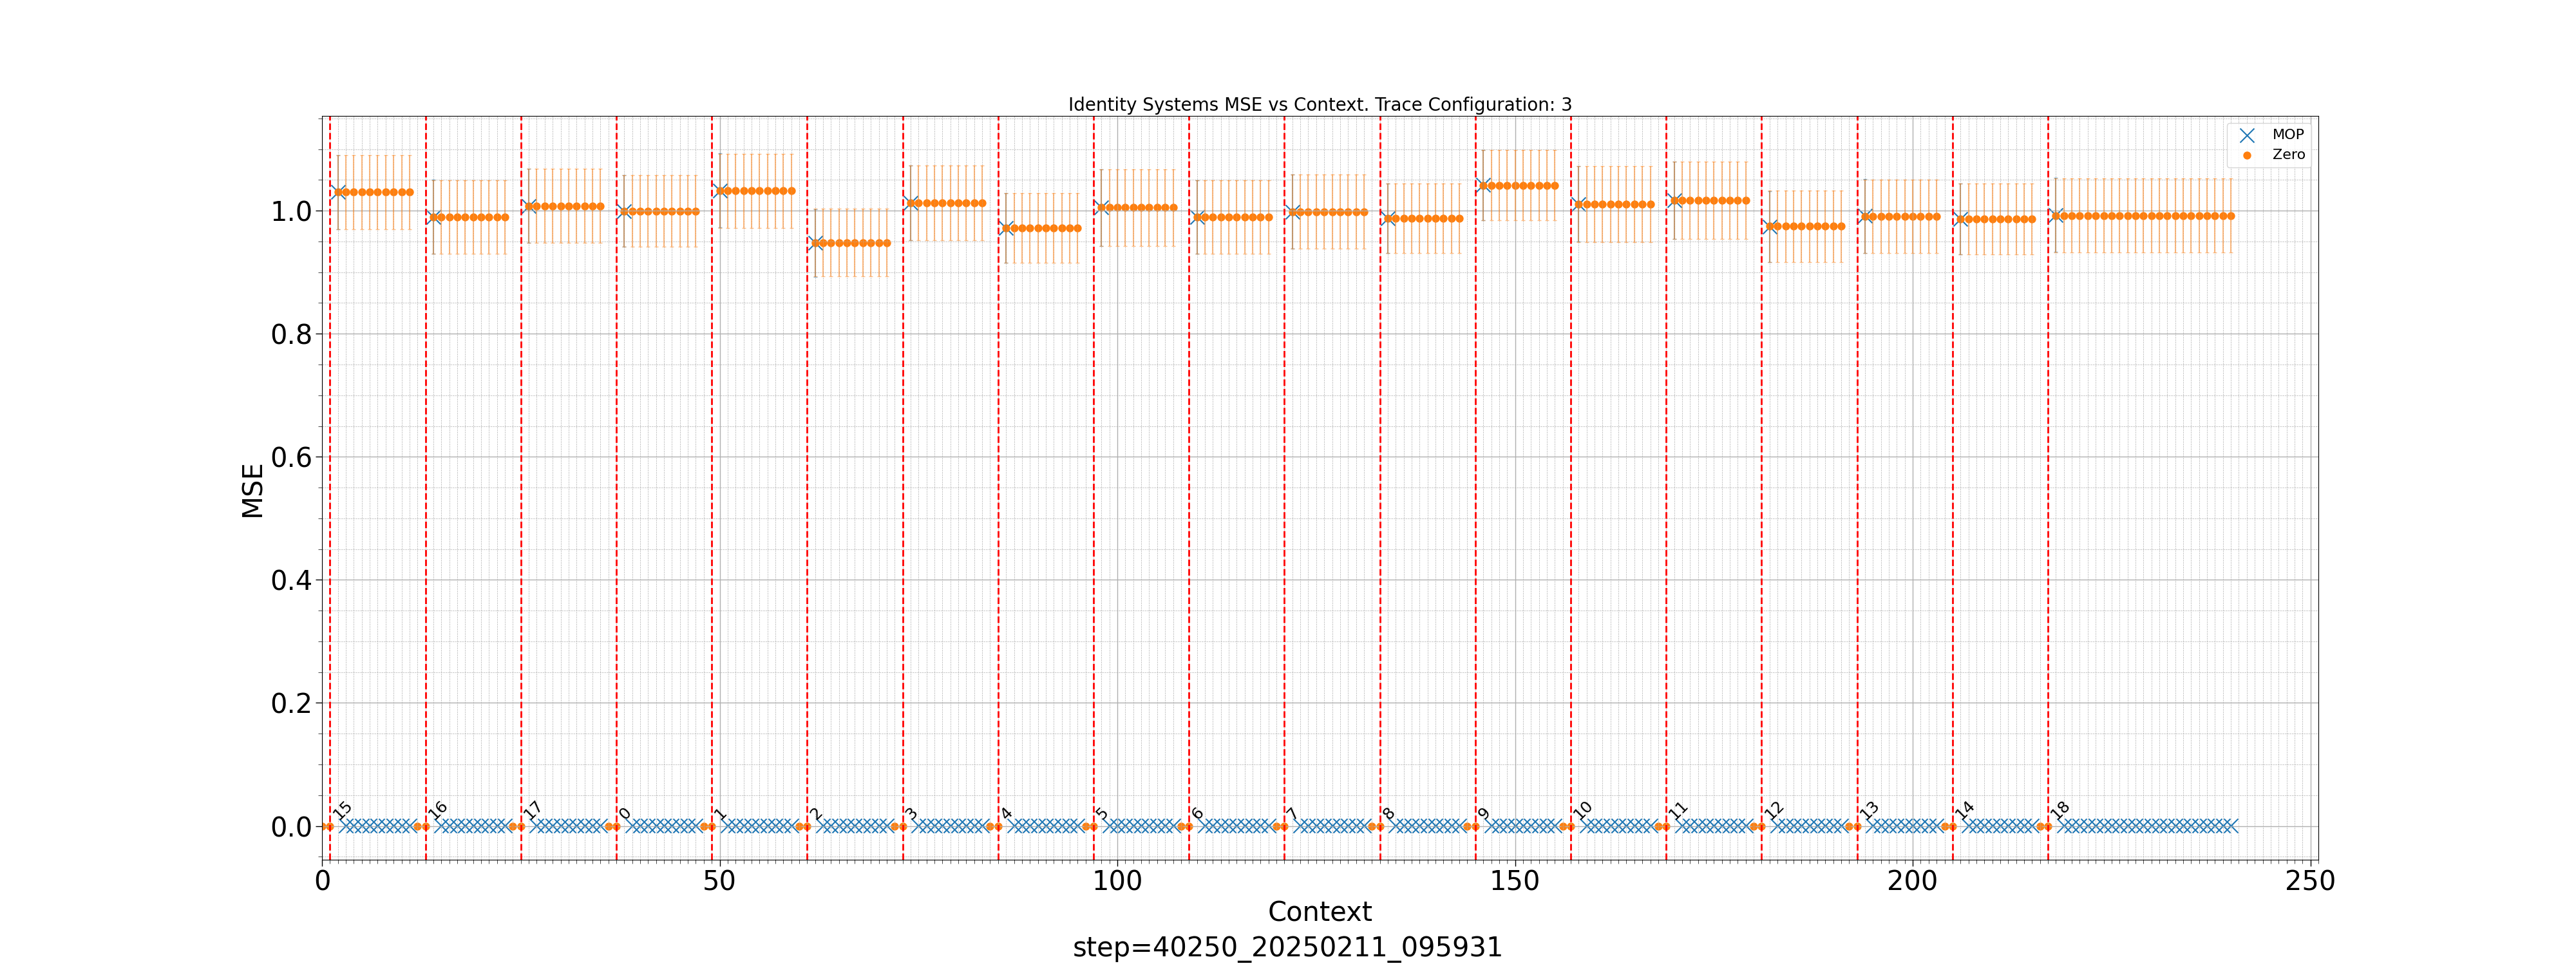 Identity Systems MSE vs Context. Trace Configuration: 3
MOP
Zero
1.0
0.8
0.6
0.4
0.2
0.0
MSE
15 16 17 0 1 2 3 4 5 6 7 8 9 10 11 12 13 14 18
0 50 100 150 200 250
Context
step=40250_20250211_095931